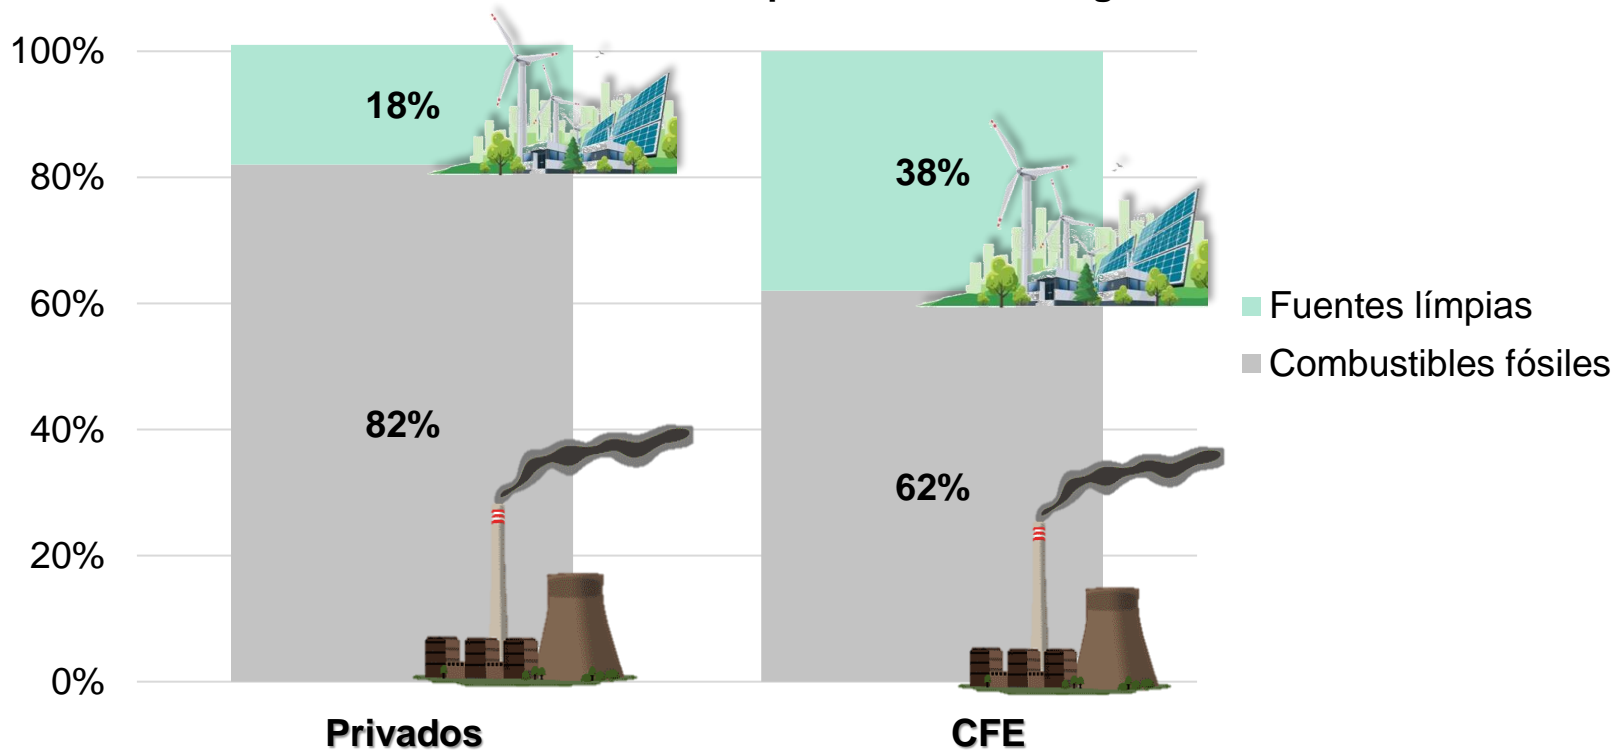 100%
80%
60%
40%
20%
0%
18%
82%
38%
62%
Privados
CFE
Fuentes límpias
Combustibles fósiles